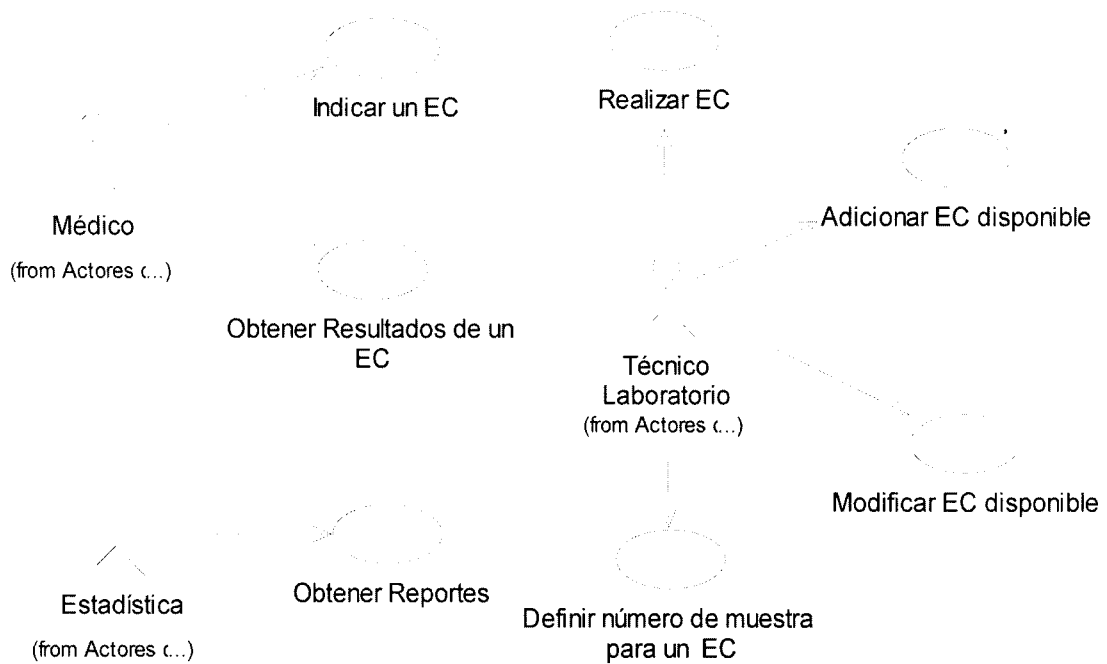 Indicar un EC
Realizar EC
Médico
(from Actores c...)
Adicionar EC disponible
Obtener Resultados de un
EC
Técnico
Laboratorio
(from Actores c...)
Modificar EC disponible
Obtener Reportes
Estadística
(from Actores c...)
Definir número de muestra
para un EC